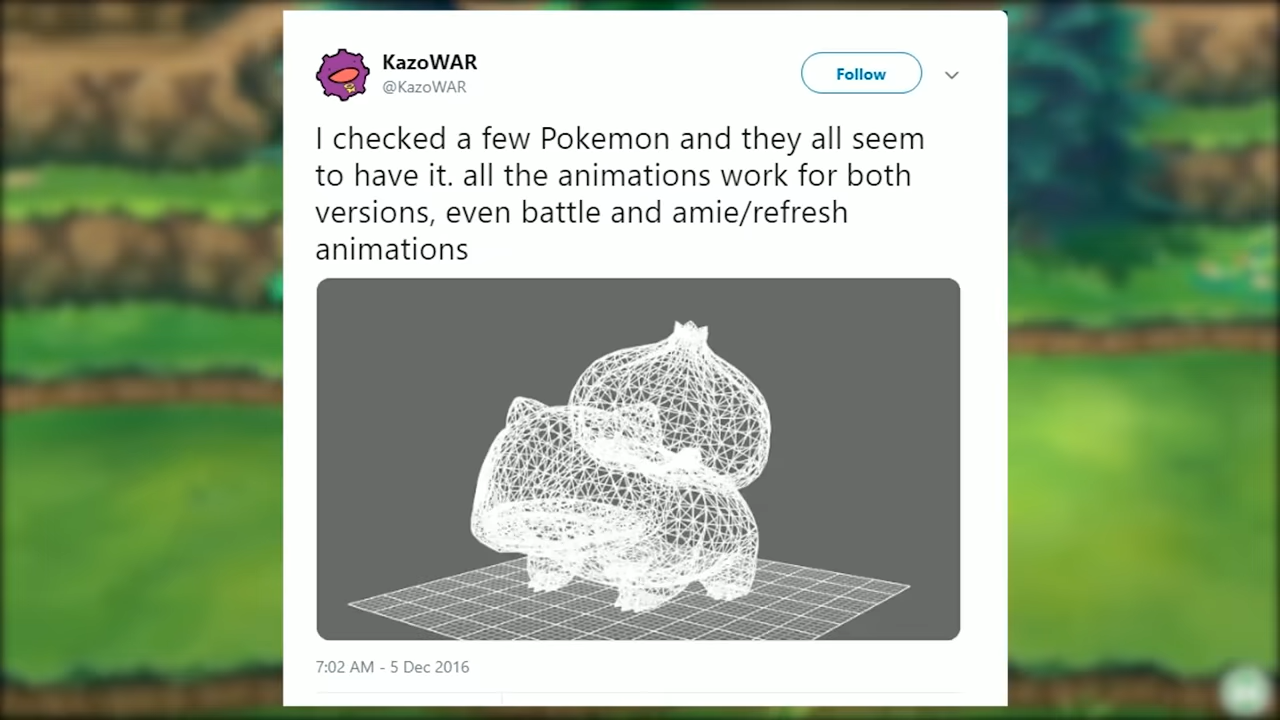 KazoWAR
@KazoWAR
Follow
I checked a few Pokemon and they all seem
to have it. all the animations work for both
versions, even battle and amie/refresh
animations
7:02 AM - 5 Dec 2016